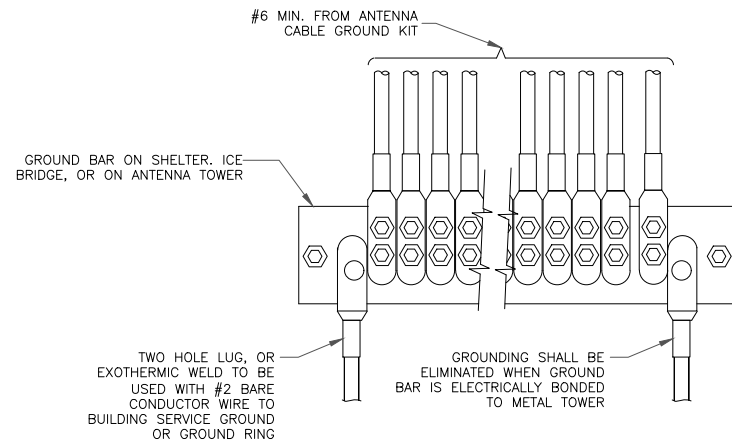 #6 MIN. FROM ANTENNA
CABLE GROUND KIT
GROUND BAR ON SHELTER. ICE
BRIDGE, OR ON ANTENNA TOWER
TWO HOLE LUG, OR
EXOTHERMIC WELD TO BE
USED WITH #2 BARE
CONDUCTOR WIRE TO
BUILDING SERVICE GROUND
OR GROUND RING
GROUNDING SHALL BE
ELIMINATED WHEN GROUND
BAR IS ELECTRICALLY BONDED
TO METAL TOWER